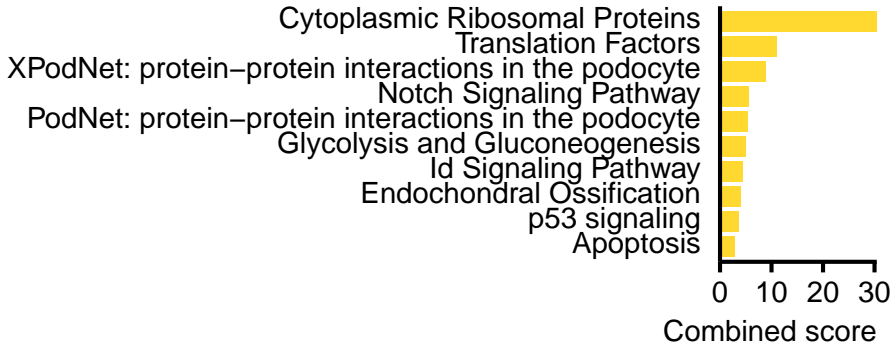 Cytoplasmic Ribosomal Proteins
Translation Factors
XPodNet: protein−protein interactions in the podocyte
Notch Signaling Pathway
PodNet: protein−protein interactions in the podocyte
Glycolysis and Gluconeogenesis
Id Signaling Pathway
Endochondral Ossification
p53 signaling
Apoptosis
0 10 20 30
Combined score